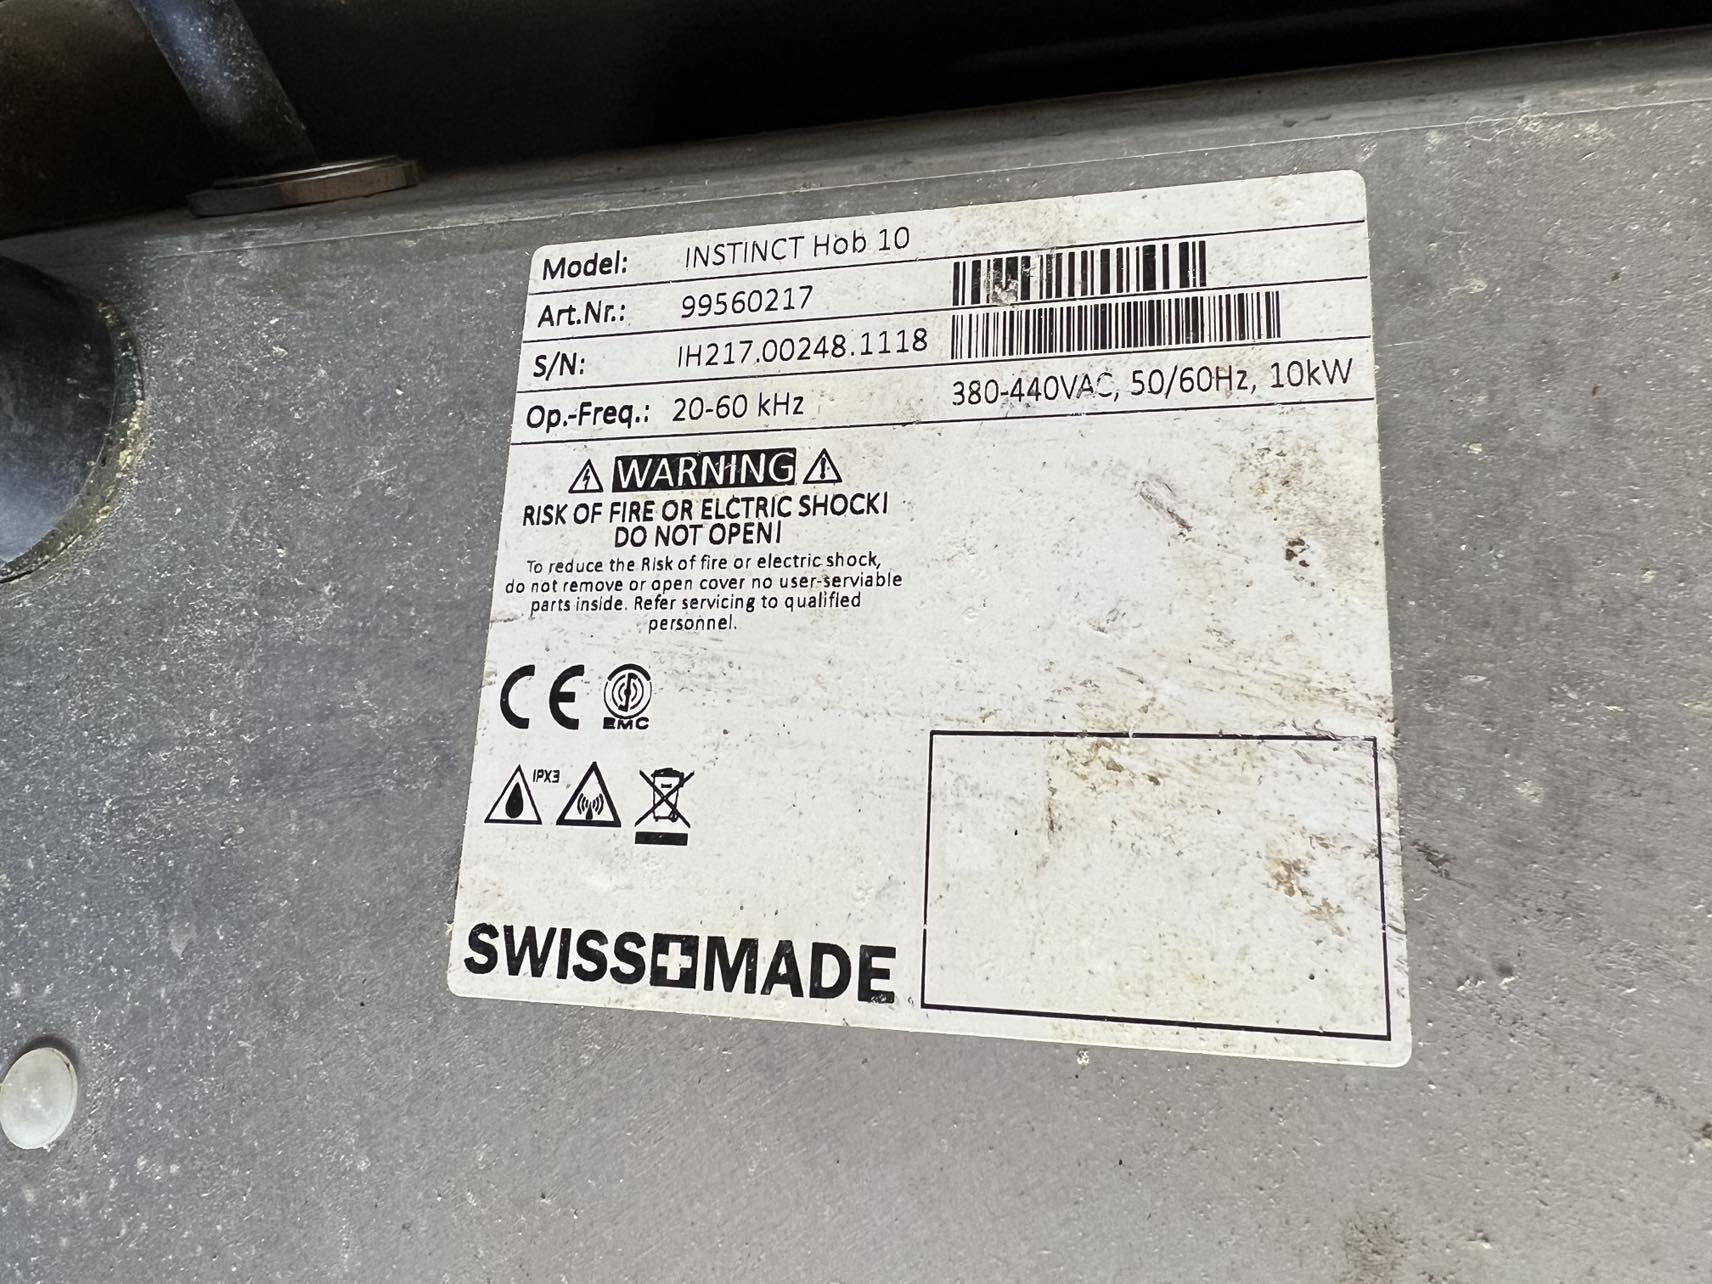 Model: INSTINCT Hob 10
Art.Nr.: 99560217
S/N: IH217.00248.1118
Op.-Freq.: 20-60 kHz 380-440VAC, 50/60Hz, 10kW
WARNING
RISK OF FIRE OR ELCTRIC SHOCK!
DO NOT OPEN!
To reduce the Risk of fire or electric shock,
do not remove or open cover no user-serviable
parts inside. Refer servicing to qualified
personnel.
CE EMC
IPX3
SWISS MADE